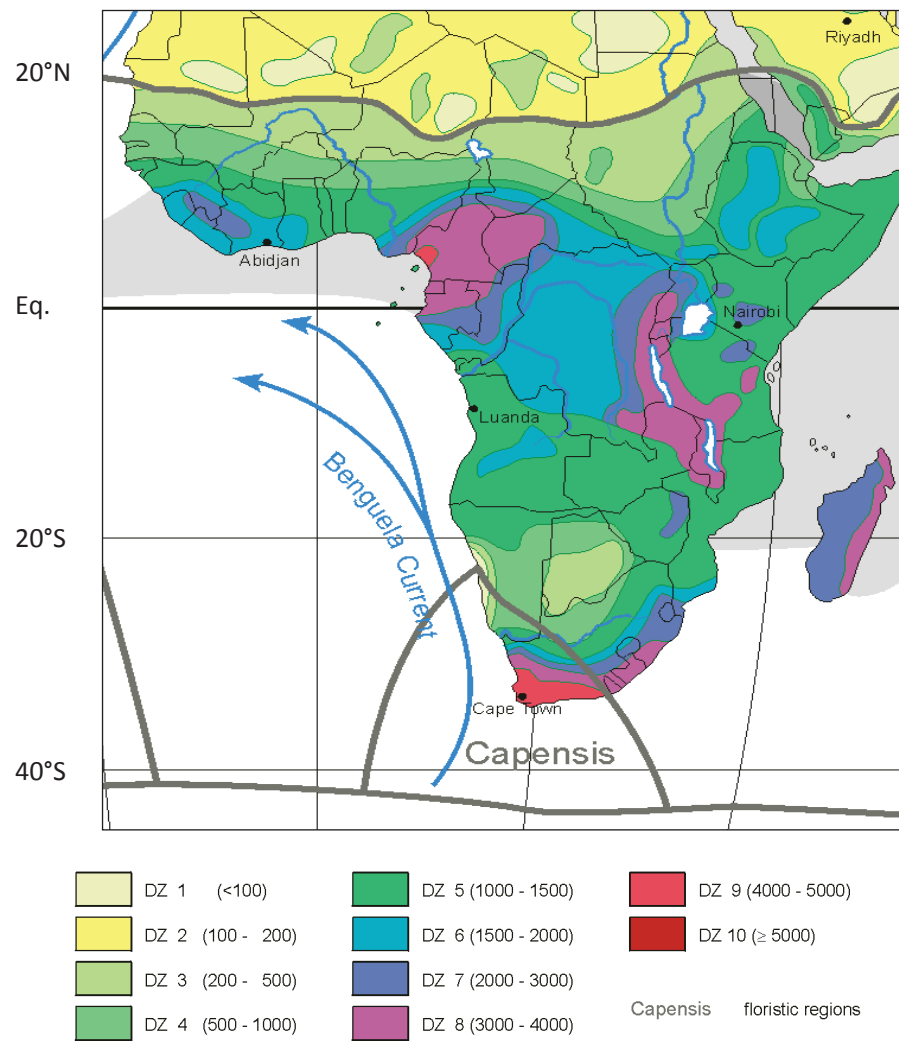 Riyadh
20°N
Abidjan
Eq.
Nairobi
Luanda
Benguela Current
20°S
Cape Town
Capensis
40°S
DZ 1 (<100)
DZ 2 (100 - 200)
DZ 3 (200 - 500)
DZ 4 (500 - 1000)
DZ 5 (1000 - 1500)
DZ 6 (1500 - 2000)
DZ 7 (2000 - 3000)
DZ 8 (3000 - 4000)
DZ 9 (4000 - 5000)
DZ 10 (≥ 5000)
Capensis floristic regions